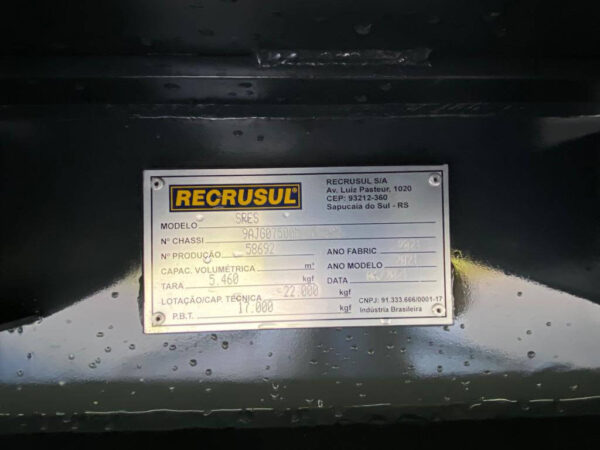 RECRUSUL
RECRUSUL S/A
Av. Luiz Pasteur, 1020
CEP: 93212-360
Sapucaia do Sul - RS
MODELO SRES
Nº CHASSI
Nº PRODUÇÃO 58692 ANO FABRIC.
CAPAC. VOLUMÉTRICA m³ ANO MODELO
TARA 5.460 kgf DATA
LOTAÇÃO/CAP. TÉCNICA 22.000 kgf
P.B.T. 17.000
CNPJ: 91.333.666/0001-17
Indústria Brasileira